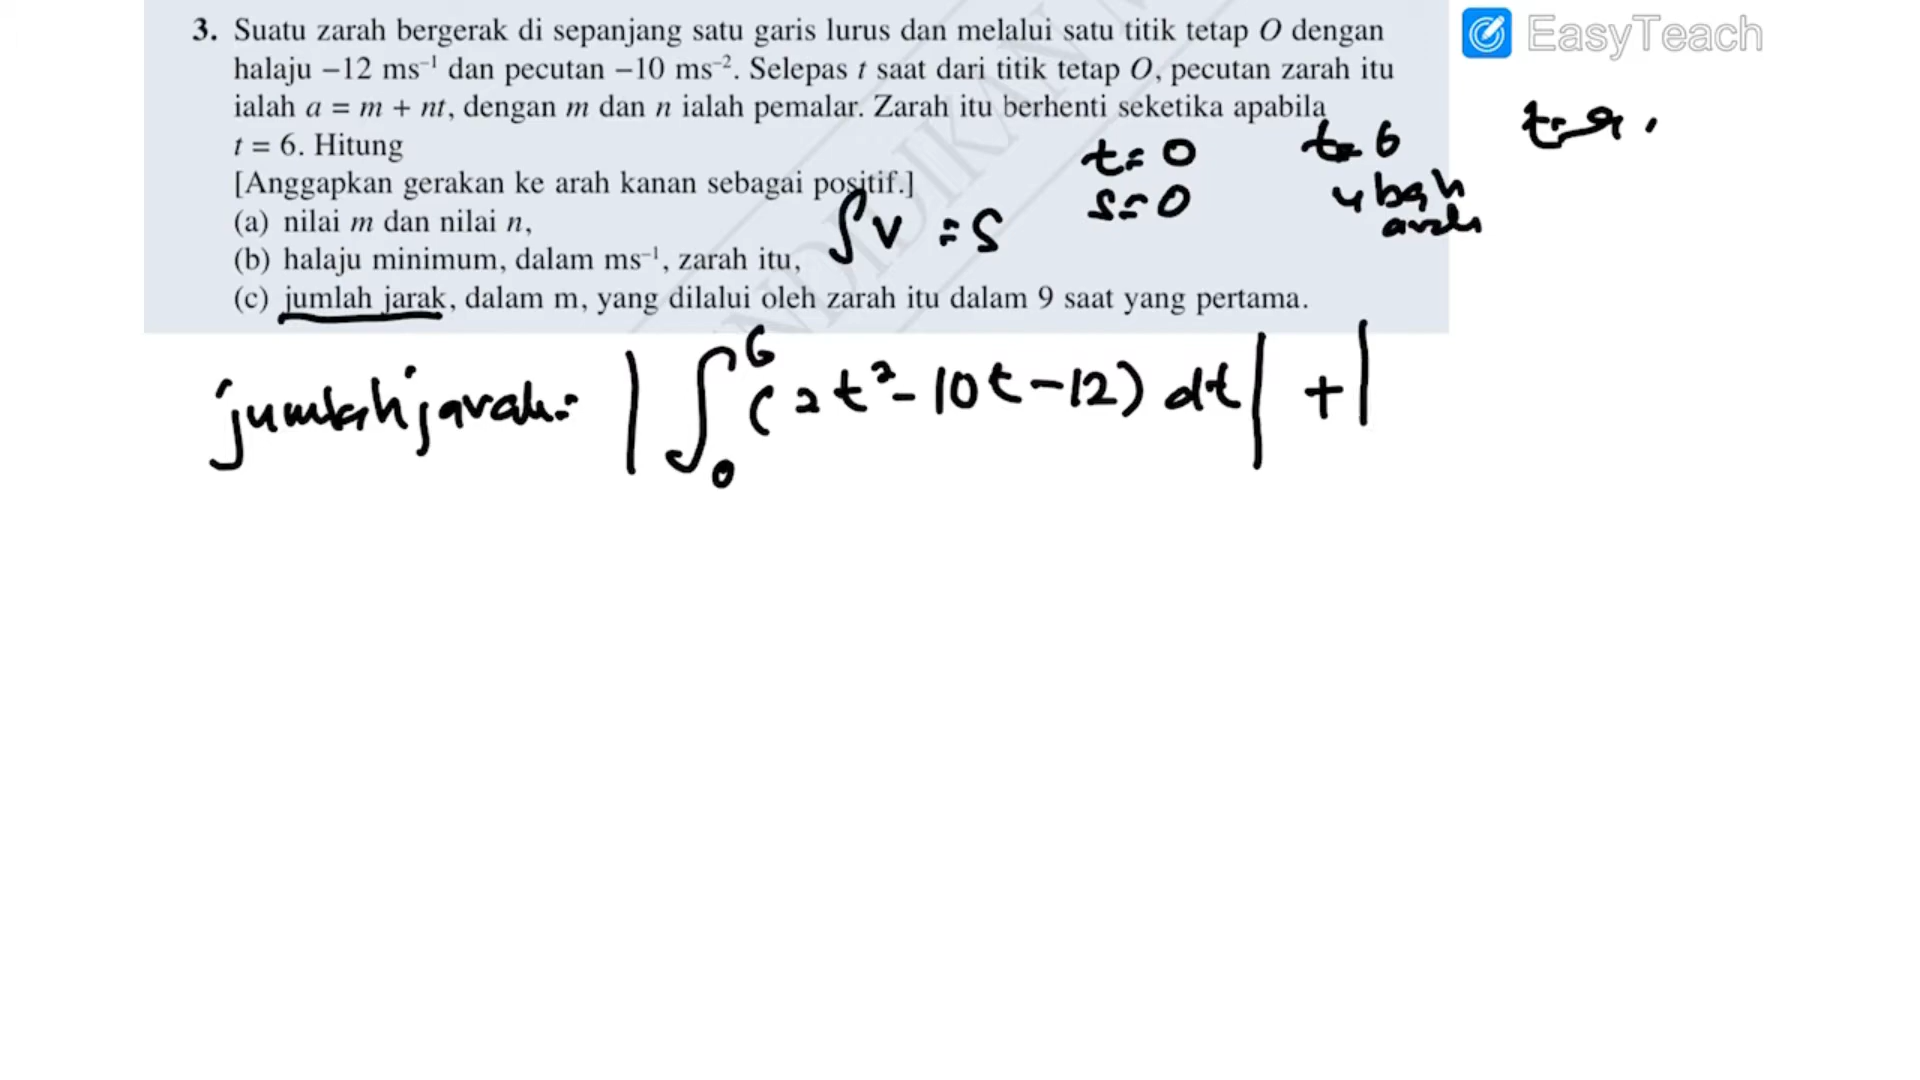 3. Suatu zarah bergerak di sepanjang satu garis lurus dan melalui satu titik tetap O dengan
halaju –12 ms⁻¹ dan pecutan –10 ms⁻². Selepas t saat dari titik tetap O, pecutan zarah itu
ialah a = m + nt, dengan m dan n ialah pemalar. Zarah itu berhenti seketika apabila
t = 6. Hitung
[Anggapkan gerakan ke arah kanan sebagai positif.]
(a) nilai m dan nilai n,
(b) halaju minimum, dalam ms⁻¹, zarah itu,
(c) jumlah jarak, dalam m, yang dilalui oleh zarah itu dalam 9 saat yang pertama.
EasyTeach
∫v = s
t = 0
s = 0
t = 6
ubah
arah
t = 9.
jumlah jarak = |∫₀⁶ (2t² - 10t - 12) dt| + |